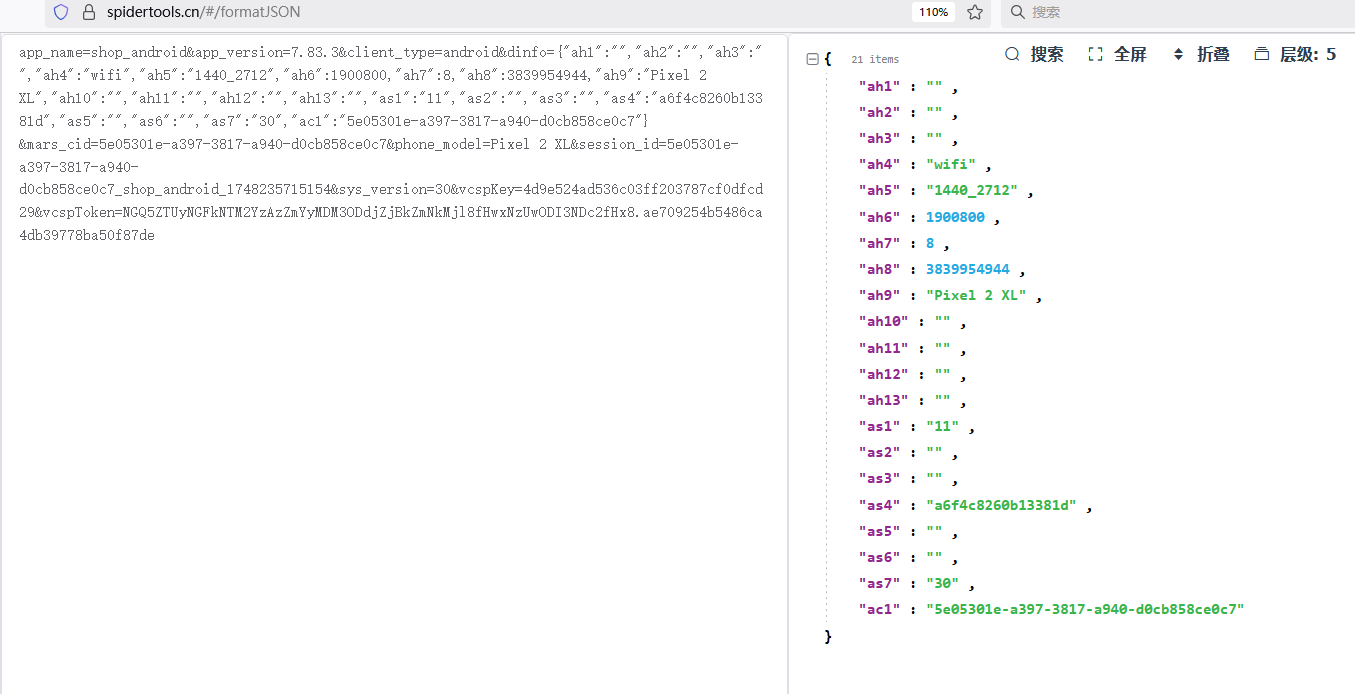 spidertools.cn/#/formatJSON
110%
搜索
app_name=shop_android&app_version=7.83.3&client_type=android&dinfo={"ah1":"","ah2":"","ah3":"
","ah4":"wifi","ah5":"1440_2712","ah6":1900800,"ah7":8,"ah8":3839954944,"ah9":"Pixel 2
XL","ah10":"","ah11":"","ah12":"","ah13":"","as1":"11","as2":"","as3":"","as4":"a6f4c8260b133
81d","as5":"","as6":"","as7":"30","ac1":"5e05301e-a397-3817-a940-d0cb858ce0c7"}
&mars_cid=5e05301e-a397-3817-a940-d0cb858ce0c7&phone_model=Pixel 2 XL&session_id=5e05301e-
a397-3817-a940-
d0cb858ce0c7_shop_android_1748235715154&sys_version=30&vcspKey=4d9e524ad536c03ff203787cf0dfcd
29&vcspToken=NGQ5ZTUyNGFkNTM2YzAzZmYyMDM3ODdjZjBkZmNkMjl8fHwxNzUwODI3NDc2fHx8.ae709254b5486ca
4db39778ba50f87de
搜索 全屏 折叠 层级: 5
{ 21 items
"ah1" : "" ,
"ah2" : "" ,
"ah3" : "" ,
"ah4" : "wifi" ,
"ah5" : "1440_2712" ,
"ah6" : 1900800 ,
"ah7" : 8 ,
"ah8" : 3839954944 ,
"ah9" : "Pixel 2 XL" ,
"ah10" : "" ,
"ah11" : "" ,
"ah12" : "" ,
"ah13" : "" ,
"as1" : "11" ,
"as2" : "" ,
"as3" : "" ,
"as4" : "a6f4c8260b13381d" ,
"as5" : "" ,
"as6" : "" ,
"as7" : "30" ,
"ac1" : "5e05301e-a397-3817-a940-d0cb858ce0c7"
}